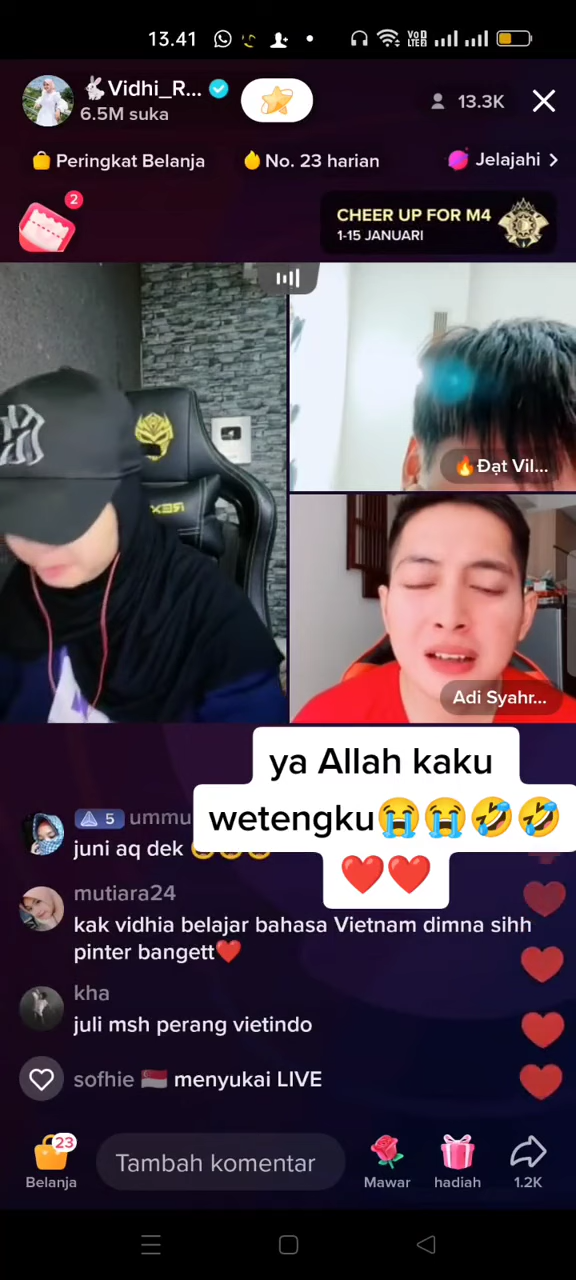 13.41
Vidhi_R...
6.5M suka
13.3K
Peringkat Belanja
No. 23 harian
Jelajahi
2
CHEER UP FOR M4
1-15 JANUARI
🔥Đạt Vil...
Adi Syahr...
ya Allah kaku
wetengku😭😭🤣🤣
❤️❤️
5 ummu
juni aq dek
mutiara24
kak vidhia belajar bahasa Vietnam dimna sihh
pinter bangett❤️
kha
juli msh perang vietindo
sofhie 🇸🇬 menyukai LIVE
23
Belanja
Tambah komentar
Mawar
hadiah
1.2K